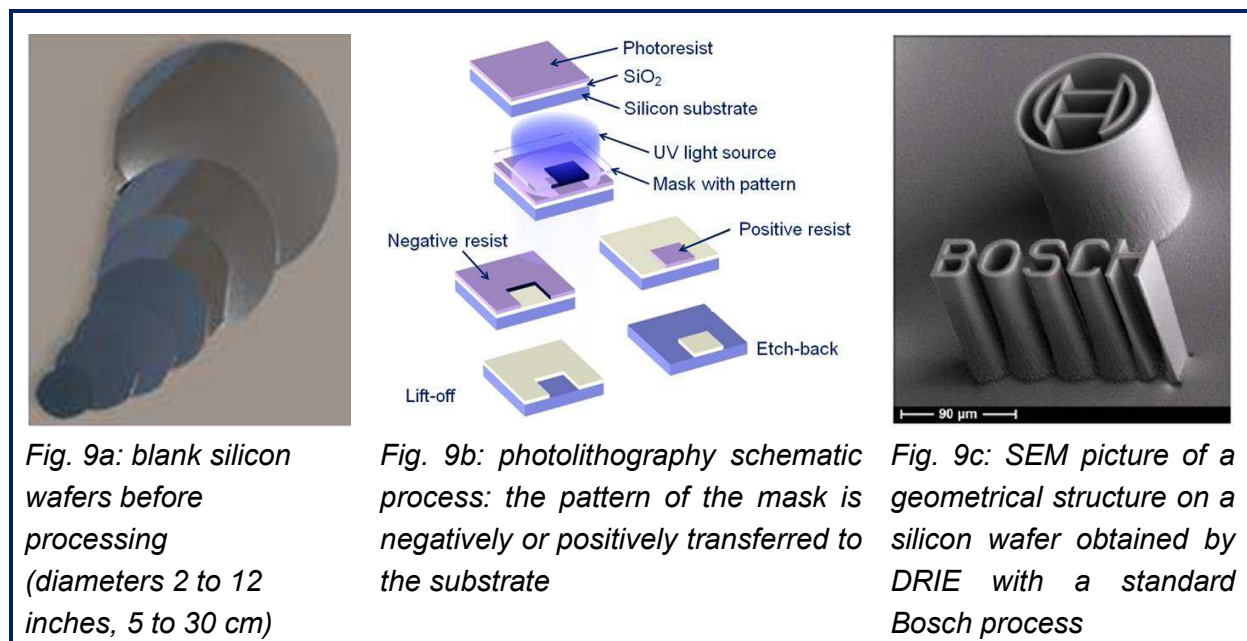 Photoresist
SiO₂
Silicon substrate
UV light source
Mask with pattern
Negative resist
Positive resist
Etch-back
Lift-off
BOSCH
90 µm
Fig. 9a: blank silicon
wafers before
processing
(diameters 2 to 12
inches, 5 to 30 cm)
Fig. 9b: photolithography schematic
process: the pattern of the mask is
negatively or positively transferred to
the substrate
Fig. 9c: SEM picture of a
geometrical structure on a
silicon wafer obtained by
DRIE with a standard
Bosch process